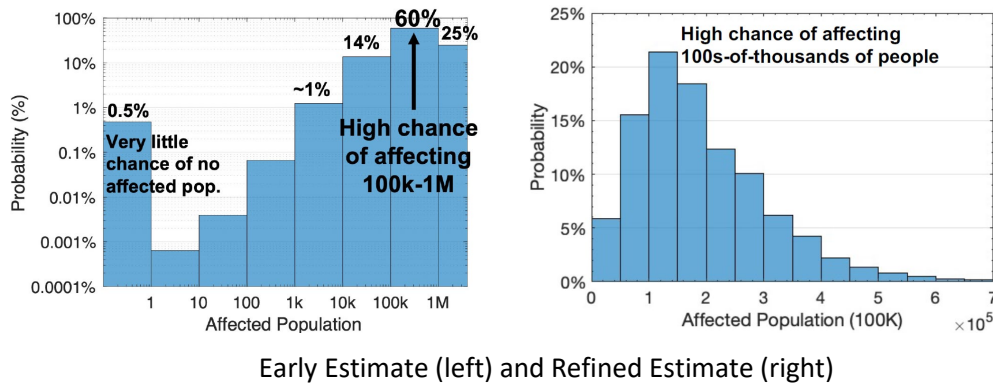 100%
10%
1%
0.1%
0.01%
0.001%
0.0001%
Probability (%)
0.5%
~1%
14%
60%
25%
Very little
chance of no
affected pop.
High chance
of affecting
100k-1M
1 10 100 1k 10k 100k 1M
Affected Population
25%
20%
15%
10%
5%
0%
Probability
High chance of affecting
100s-of-thousands of people
0 1 2 3 4 5 6 7
Affected Population (100K) ×10⁵
Early Estimate (left) and Refined Estimate (right)